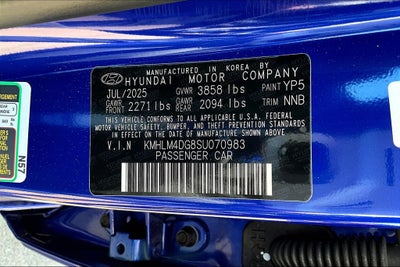 MANUFACTURED IN KOREA BY
HYUNDAI MOTOR COMPANY
JUL/2025 GVWR 3858 lbs PAINT YP5
GAWR FRONT 2271 lbs GAWR REAR 2094 lbs TRIM NNB
THIS VEHICLE CONFORMS TO ALL APPLICABLE U.S.A. FEDERAL
MOTOR VEHICLE SAFETY, BUMPER, AND THEFT PREVENTION
STANDARDS IN EFFECT ON THE DATE OF MANUFACTURE SHOWN ABOVE.
V.I.N KMHLM4DG8SU070983
PASSENGER CAR
N57